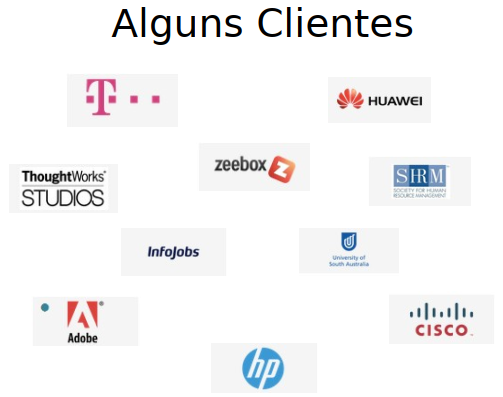 Alguns Clientes
T
HUAWEI
zeebox
z
ThoughtWorks®
STUDIOS
SHRM
SOCIETY FOR HUMAN
RESOURCE MANAGEMENT
InfoJobs
University of
South Australia
Adobe
CISCO
hp